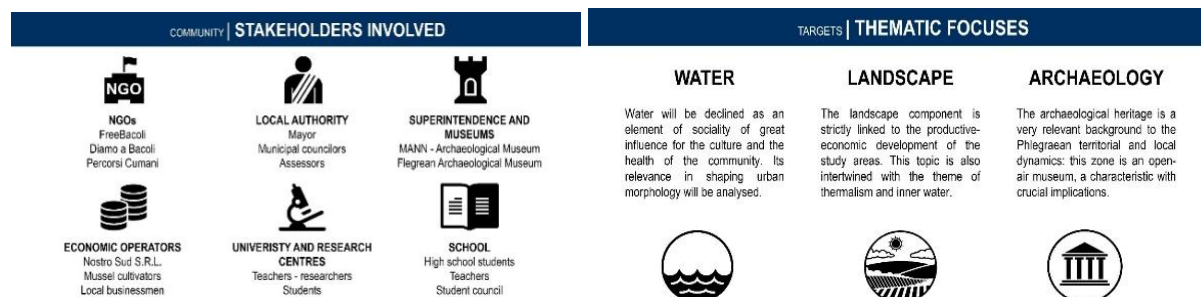 COMMUNITY | STAKEHOLDERS INVOLVED
NGO
NGOs
FreeBacoli
Diamo a Bacoli
Percorsi Cumani
LOCAL AUTHORITY
Mayor
Municipal councilors
Assessors
SUPERINTENDENCE AND
MUSEUMS
MANN - Archaeological Museum
Flegrean Archaeological Museum
ECONOMIC OPERATORS
Nostro Sud S.R.L.
Mussel cultivators
Local businessmen
UNIVERISTY AND RESEARCH
CENTRES
Teachers - researchers
Students
SCHOOL
High school students
Teachers
Student council
TARGETS | THEMATIC FOCUSES
WATER
Water will be declined as an
element of sociality of great
influence for the culture and the
health of the community. Its
relevance in shaping urban
morphology will be analysed.
LANDSCAPE
The landscape component is
strictly linked to the productive-
economic development of the
study areas. This topic is also
intertwined with the theme of
thermalism and inner water.
ARCHAEOLOGY
The archaeological heritage is a
very relevant background to the
Phlegraean territorial and local
dynamics: this zone is an open-
air museum, a characteristic with
crucial implications.